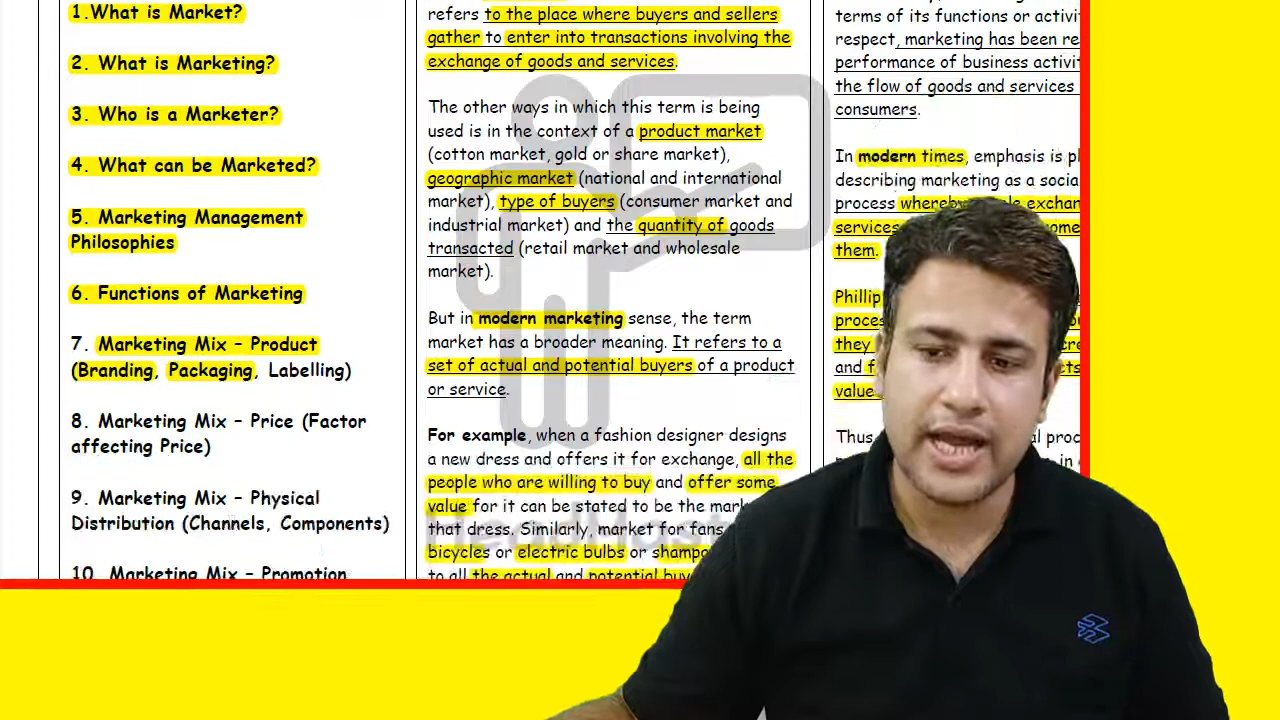 1.What is Market?
2. What is Marketing?
3. Who is a Marketer?
4. What can be Marketed?
5. Marketing Management
Philosophies
6. Functions of Marketing
7. Marketing Mix – Product
(Branding, Packaging, Labelling)
8. Marketing Mix – Price (Factor
affecting Price)
9. Marketing Mix – Physical
Distribution (Channels, Components)
10. Marketing Mix – Promotion
refers to the place where buyers and sellers
gather to enter into transactions involving the
exchange of goods and services.
The other ways in which this term is being
used is in the context of a product market
(cotton market, gold or share market),
geographic market (national and international
market), type of buyers (consumer market and
industrial market) and the quantity of goods
transacted (retail market and wholesale
market).
But in modern marketing sense, the term
market has a broader meaning. It refers to a
set of actual and potential buyers of a product
or service.
For example, when a fashion designer designs
a new dress and offers it for exchange, all the
people who are willing to buy and offer some
value for it can be stated to be the
that dress. Similarly, market for fans
bicycles or electric bulbs or
to all the actual and potential
terms of its functions or
respect, marketing has been
performance of business
the flow of goods and services
consumers.
In modern times, emphasis is
describing marketing as a social
process
services
them.
they
and
value
Thus